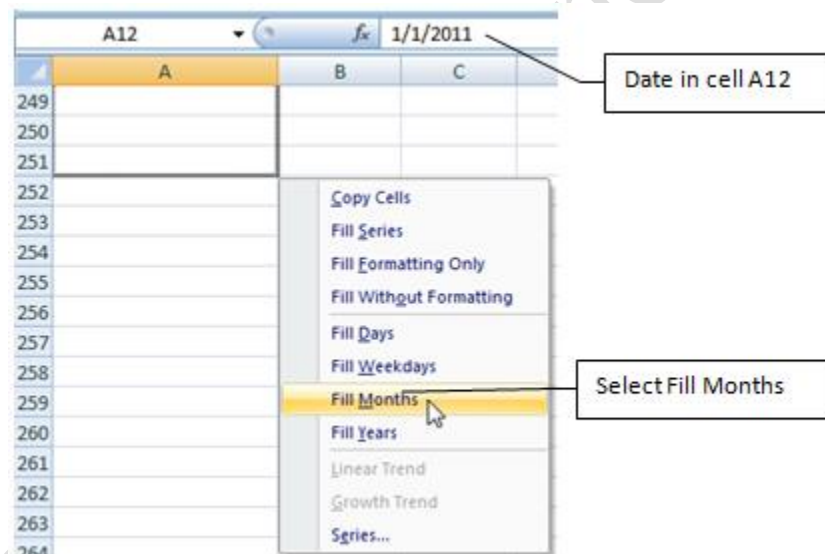 A12 fx 1/1/2011
Date in cell A12
A B C
249
250
251
252
253
254
255
256
257
258
259
260
261
262
263
264
Copy Cells
Fill Series
Fill Formatting Only
Fill Without Formatting
Fill Days
Fill Weekdays
Fill Months
Fill Years
Linear Trend
Growth Trend
Series...
Select Fill Months